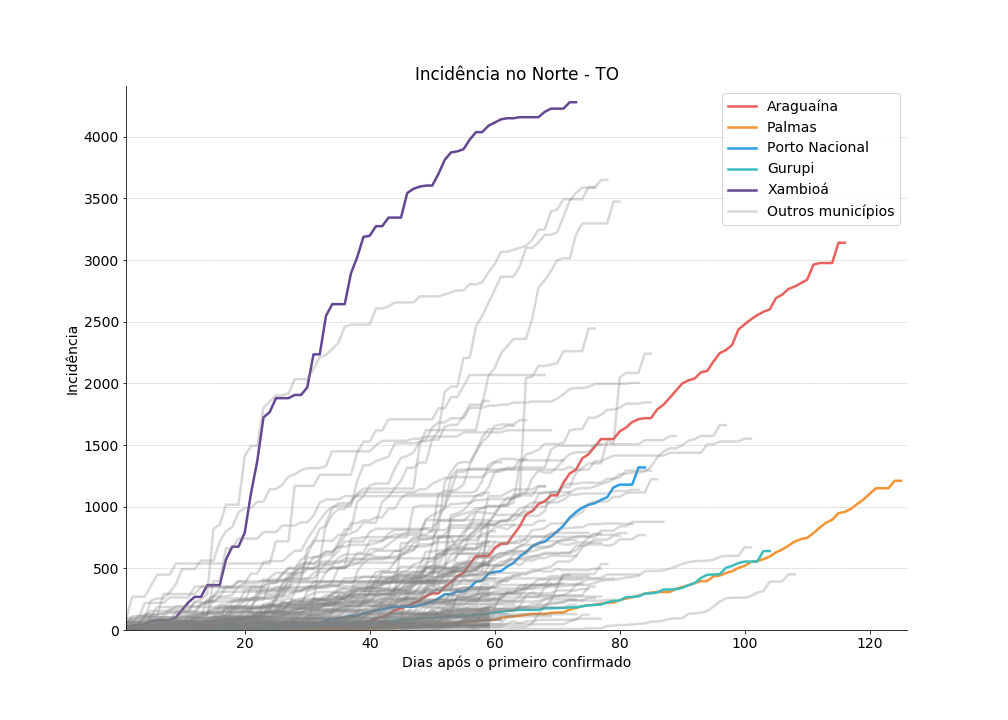 Incidência no Norte - TO
Araguaína
Palmas
Porto Nacional
Gurupi
Xambioá
Outros municípios
Incidência
4000
3500
3000
2500
2000
1500
1000
500
0
20
40
60
80
100
120
Dias após o primeiro confirmado